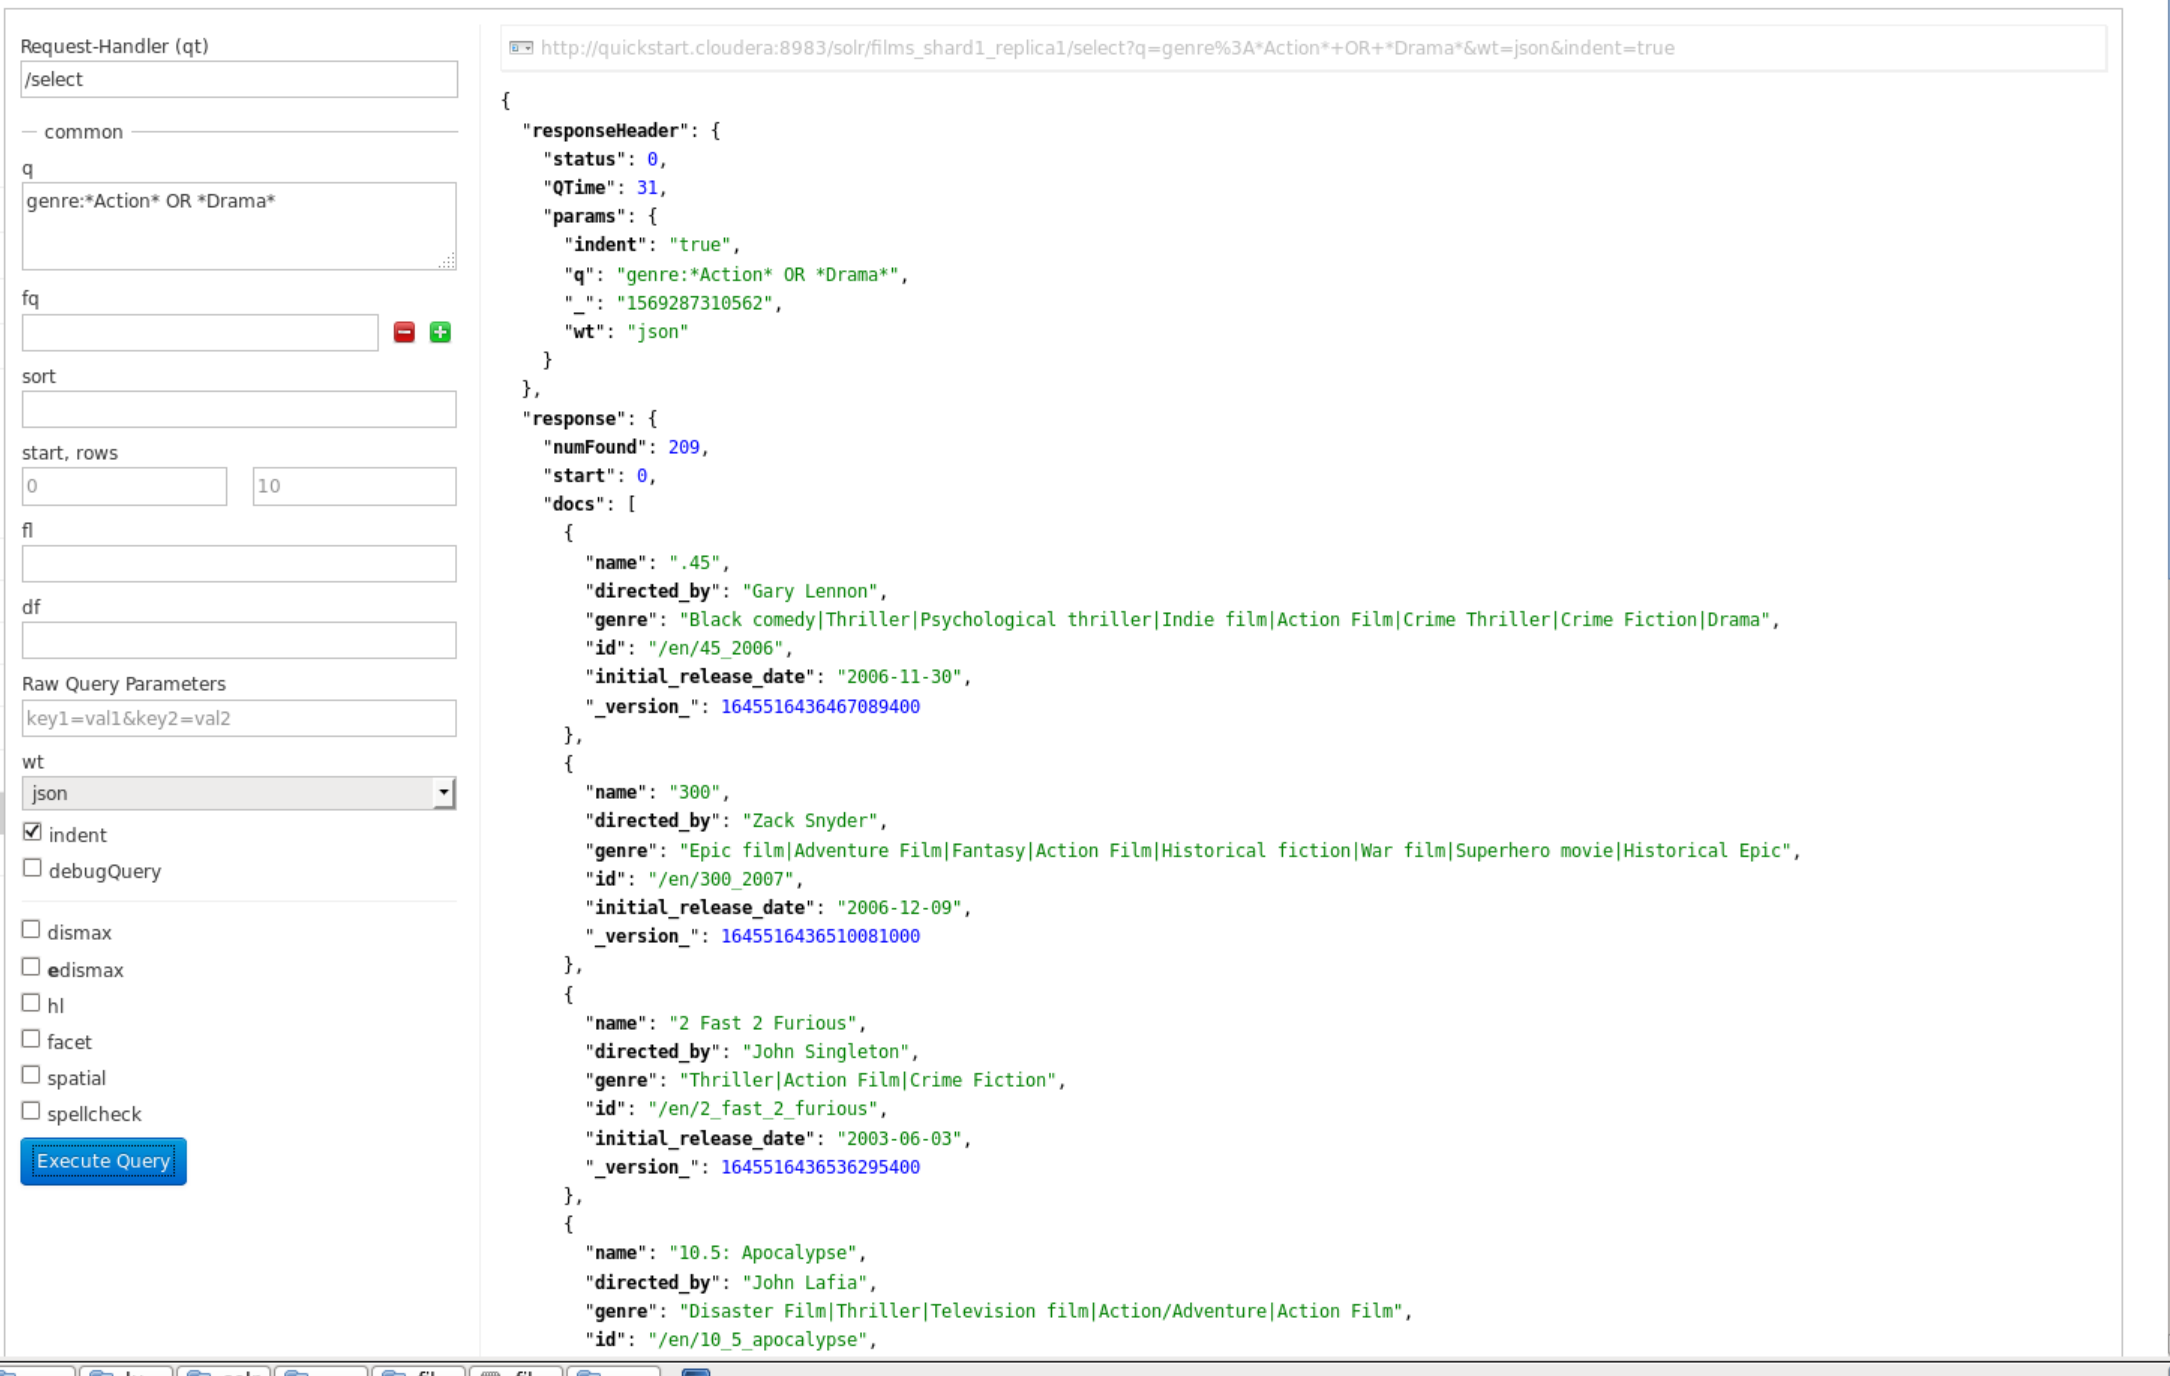 Request-Handler (qt)
/select
common
q
genre:*Action* OR *Drama*
fq
sort
start, rows
0 10
fl
df
Raw Query Parameters
key1=val1&key2=val2
wt
json
indent
debugQuery
dismax
edismax
hl
facet
spatial
spellcheck
Execute Query
http://quickstart.cloudera:8983/solr/films_shard1_replica1/select?q=genre%3A*Action*+OR+*Drama*&wt=json&indent=true
{
"responseHeader": {
"status": 0,
"QTime": 31,
"params": {
"indent": "true",
"q": "genre:*Action* OR *Drama*",
"_": "1569287310562",
"wt": "json"
}
},
"response": {
"numFound": 209,
"start": 0,
"docs": [
{
"name": ".45",
"directed_by": "Gary Lennon",
"genre": "Black comedy|Thriller|Psychological thriller|Indie film|Action Film|Crime Thriller|Crime Fiction|Drama",
"id": "/en/45_2006",
"initial_release_date": "2006-11-30",
"_version_": 1645516436467089400
},
{
"name": "300",
"directed_by": "Zack Snyder",
"genre": "Epic film|Adventure Film|Fantasy|Action Film|Historical fiction|War film|Superhero movie|Historical Epic",
"id": "/en/300_2007",
"initial_release_date": "2006-12-09",
"_version_": 1645516436510081000
},
{
"name": "2 Fast 2 Furious",
"directed_by": "John Singleton",
"genre": "Thriller|Action Film|Crime Fiction",
"id": "/en/2_fast_2_furious",
"initial_release_date": "2003-06-03",
"_version_": 1645516436536295400
},
{
"name": "10.5: Apocalypse",
"directed_by": "John Lafia",
"genre": "Disaster Film|Thriller|Television film|Action/Adventure|Action Film",
"id": "/en/10_5_apocalypse",